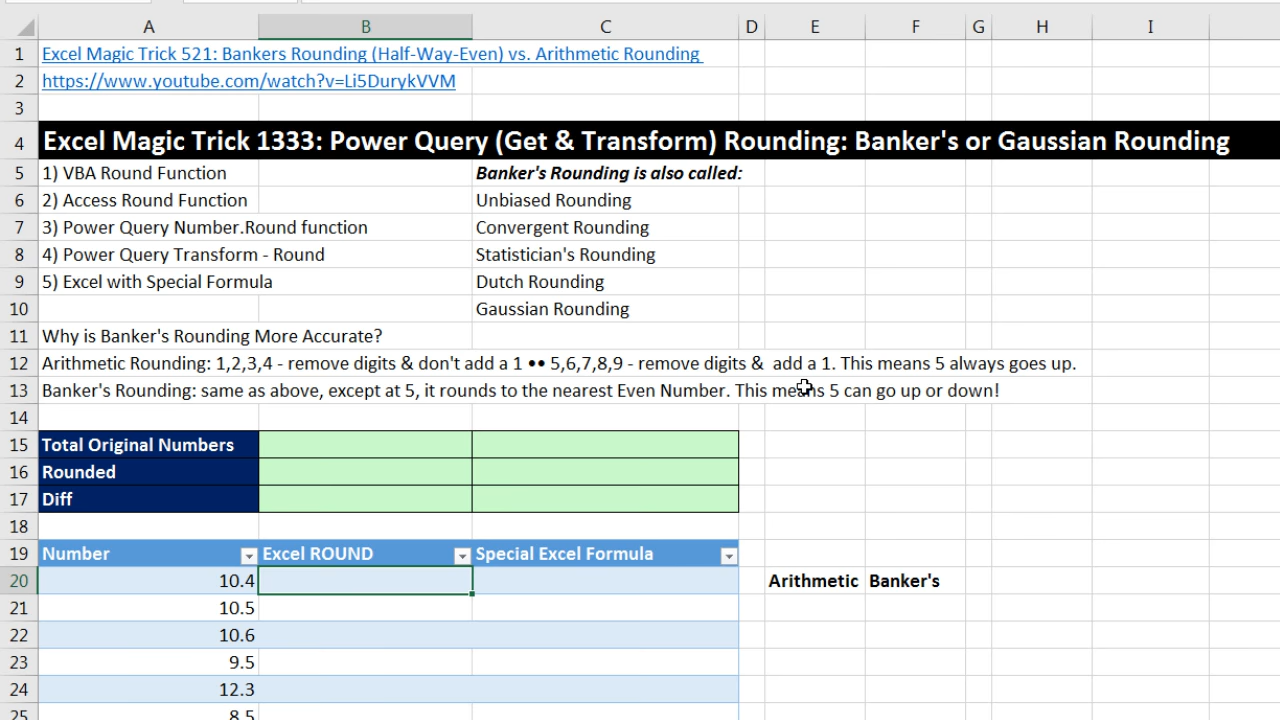 A B C D E F G H I
1 Excel Magic Trick 521: Bankers Rounding (Half-Way-Even) vs. Arithmetic Rounding
2 https://www.youtube.com/watch?v=Li5DurykVVM
3
4 Excel Magic Trick 1333: Power Query (Get & Transform) Rounding: Banker's or Gaussian Rounding
5 1) VBA Round Function Banker's Rounding is also called:
6 2) Access Round Function Unbiased Rounding
7 3) Power Query Number.Round function Convergent Rounding
8 4) Power Query Transform - Round Statistician's Rounding
9 5) Excel with Special Formula Dutch Rounding
10 Gaussian Rounding
11 Why is Banker's Rounding More Accurate?
12 Arithmetic Rounding: 1,2,3,4 - remove digits & don't add a 1 •• 5,6,7,8,9 - remove digits &  add a 1. This means 5 always goes up.
13 Banker's Rounding: same as above, except at 5, it rounds to the nearest Even Number. This means 5 can go up or down!
14
15 Total Original Numbers
16 Rounded
17 Diff
18
19 Number Excel ROUND Special Excel Formula
20 10.4 Arithmetic Banker's
21 10.5
22 10.6
23 9.5
24 12.3
25 8.5